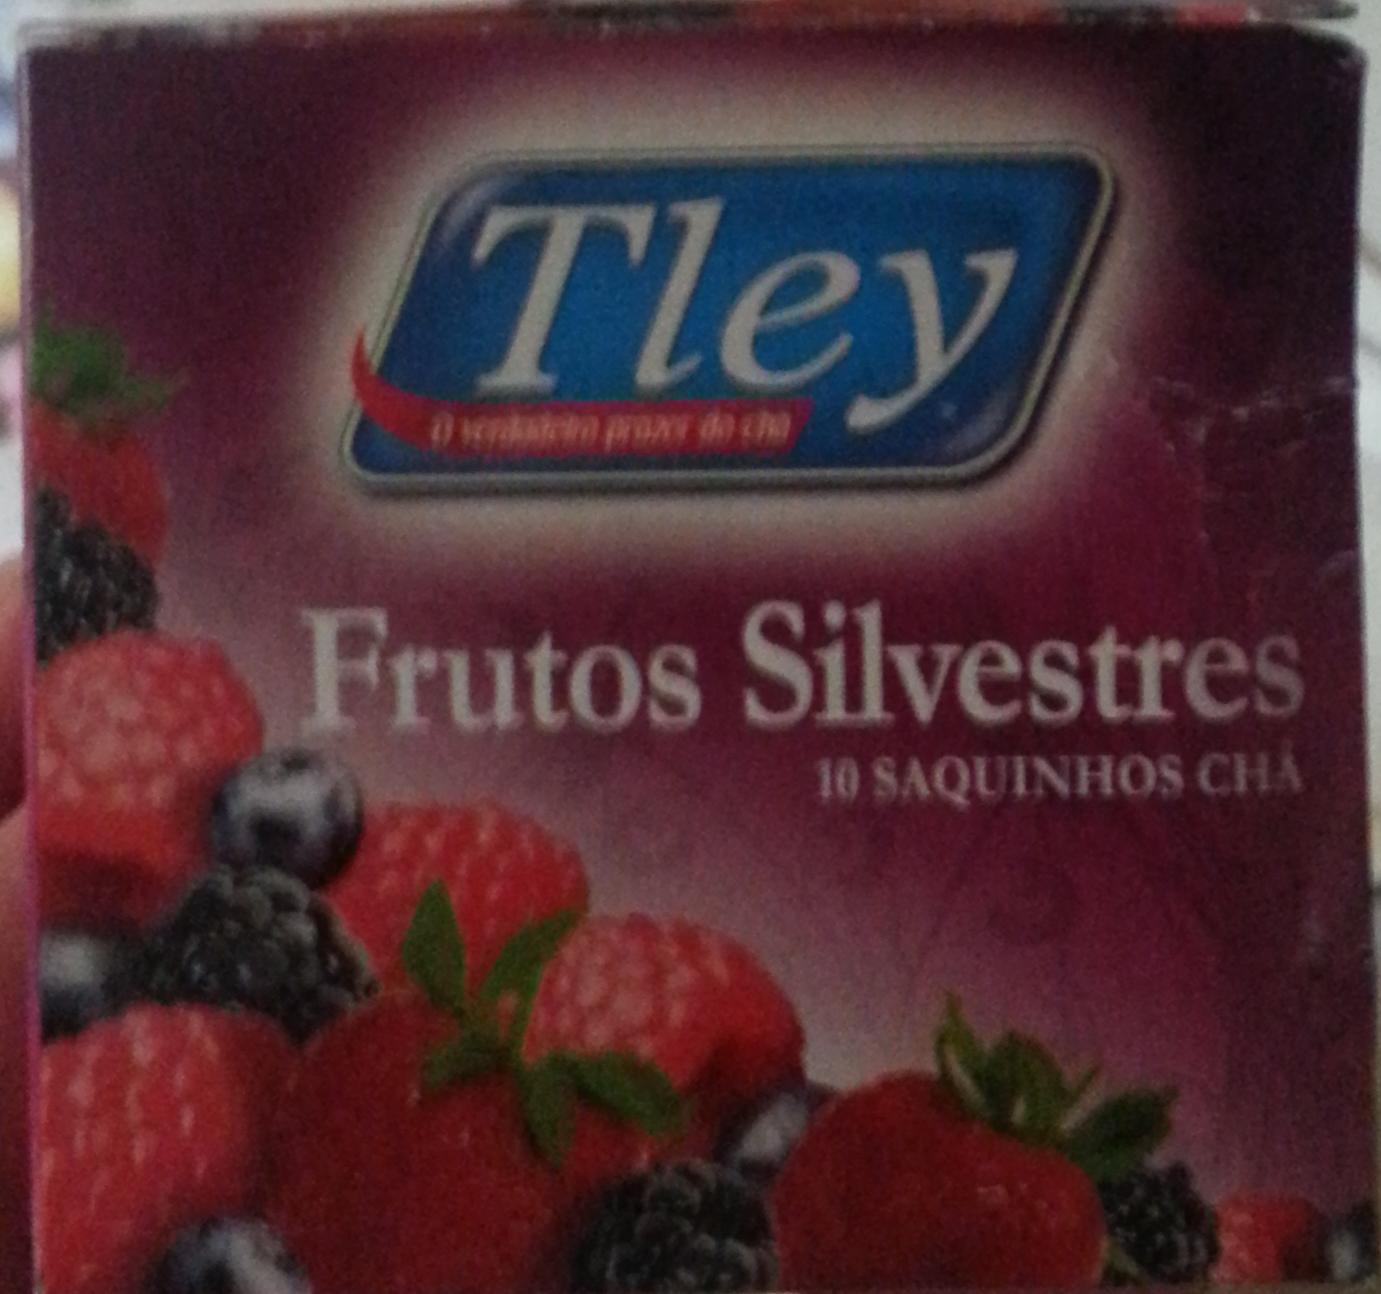 Tley
O verdadeiro prazer do chá
Frutos Silvestres
10 SAQUINHOS CHÁ